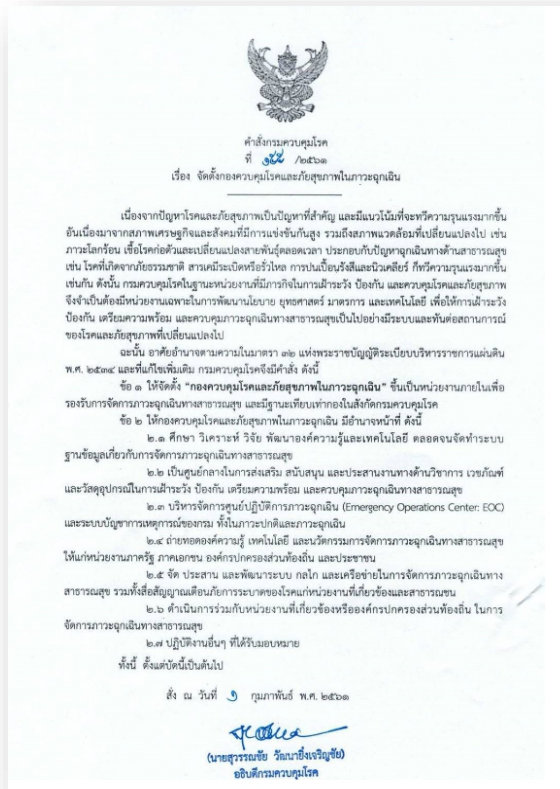 คำสั่งกรมควบคุมโรค
ที่ /๒๕๖๑
เรื่อง จัดตั้งกองควบคุมโรคและภัยสุขภาพในภาวะฉุกเฉิน
เนื่องจากปัญหาโรคและภัยสุขภาพเป็นปัญหาที่สำคัญ และมีแนวโน้มที่จะทวีความรุนแรงมากขึ้น
อันเนื่องมาจากสภาพเศรษฐกิจและสังคมที่มีการแข่งขันกันสูง รวมถึงสภาพแวดล้อมที่เปลี่ยนแปลงไป เช่น
ภาวะโลกร้อน เชื้อโรคก่อตัวและเปลี่ยนแปลงสายพันธุ์ตลอดเวลา ประกอบกับปัญหาฉุกเฉินทางด้านสาธารณสุข
เช่น โรคที่เกิดจากภัยธรรมชาติ สารเคมีระเบิดหรือรั่วไหล การปนเปื้อนรังสีและนิวเคลียร์ ก็ทวีความรุนแรงมากขึ้น
เช่นกัน ดังนั้น กรมควบคุมโรคในฐานะหน่วยงานที่มีภารกิจในการเฝ้าระวัง ป้องกัน และควบคุมโรคและภัยสุขภาพ
จึงจำเป็นต้องมีหน่วยงานเฉพาะในการพัฒนานโยบาย ยุทธศาสตร์ มาตรการ และเทคโนโลยี เพื่อให้การเฝ้าระวัง
ป้องกัน เตรียมความพร้อม และควบคุมภาวะฉุกเฉินทางสาธารณสุขเป็นไปอย่างมีระบบและทันต่อสถานการณ์
ของโรคและภัยสุขภาพที่เปลี่ยนแปลงไป
ฉะนั้น อาศัยอำนาจตามความในมาตรา ๓๒ แห่งพระราชบัญญัติระเบียบบริหารราชการแผ่นดิน
พ.ศ. ๒๕๓๔ และที่แก้ไขเพิ่มเติม กรมควบคุมโรคจึงมีคำสั่ง ดังนี้
ข้อ ๑ ให้จัดตั้ง “กองควบคุมโรคและภัยสุขภาพในภาวะฉุกเฉิน” ขึ้นเป็นหน่วยงานภายในเพื่อ
รองรับการจัดการภาวะฉุกเฉินทางสาธารณสุข และมีฐานะเทียบเท่ากองในสังกัดกรมควบคุมโรค
ข้อ ๒ ให้กองควบคุมโรคและภัยสุขภาพในภาวะฉุกเฉิน มีอำนาจหน้าที่ ดังนี้
๒.๑ ศึกษา วิเคราะห์ วิจัย พัฒนาองค์ความรู้และเทคโนโลยี ตลอดจนจัดทำระบบ
ฐานข้อมูลเกี่ยวกับการจัดการภาวะฉุกเฉินทางสาธารณสุข
๒.๒ เป็นศูนย์กลางในการส่งเสริม สนับสนุน และประสานงานทางด้านวิชาการ เวชภัณฑ์
และวัสดุอุปกรณ์ในการเฝ้าระวัง ป้องกัน เตรียมความพร้อม และควบคุมภาวะฉุกเฉินทางสาธารณสุข
๒.๓ บริหารจัดการศูนย์ปฏิบัติการภาวะฉุกเฉิน (Emergency Operations Center: EOC)
และระบบบัญชาการเหตุการณ์ของกรม ทั้งในภาวะปกติและภาวะฉุกเฉิน
๒.๔ ถ่ายทอดองค์ความรู้ เทคโนโลยี และนวัตกรรมการจัดการภาวะฉุกเฉินทางสาธารณสุข
ให้แก่หน่วยงานภาครัฐ ภาคเอกชน องค์กรปกครองส่วนท้องถิ่น และประชาชน
๒.๕ จัด ประสาน และพัฒนาระบบ กลไก และเครือข่ายในการจัดการภาวะฉุกเฉินทาง
สาธารณสุข รวมทั้งสื่อสัญญาณเตือนภัยการระบาดของโรคแก่หน่วยงานที่เกี่ยวข้องและสาธารณชน
๒.๖ ดำเนินการร่วมกับหน่วยงานที่เกี่ยวข้องหรือองค์กรปกครองส่วนท้องถิ่น ในการ
จัดการภาวะฉุกเฉินทางสาธารณสุข
๒.๗ ปฏิบัติงานอื่นๆ ที่ได้รับมอบหมาย
ทั้งนี้ ตั้งแต่บัดนี้เป็นต้นไป
สั่ง ณ วันที่ ๑ กุมภาพันธ์ พ.ศ. ๒๕๖๑
(นายสุวรรณชัย วัฒนายิ่งเจริญชัย)
อธิบดีกรมควบคุมโรค